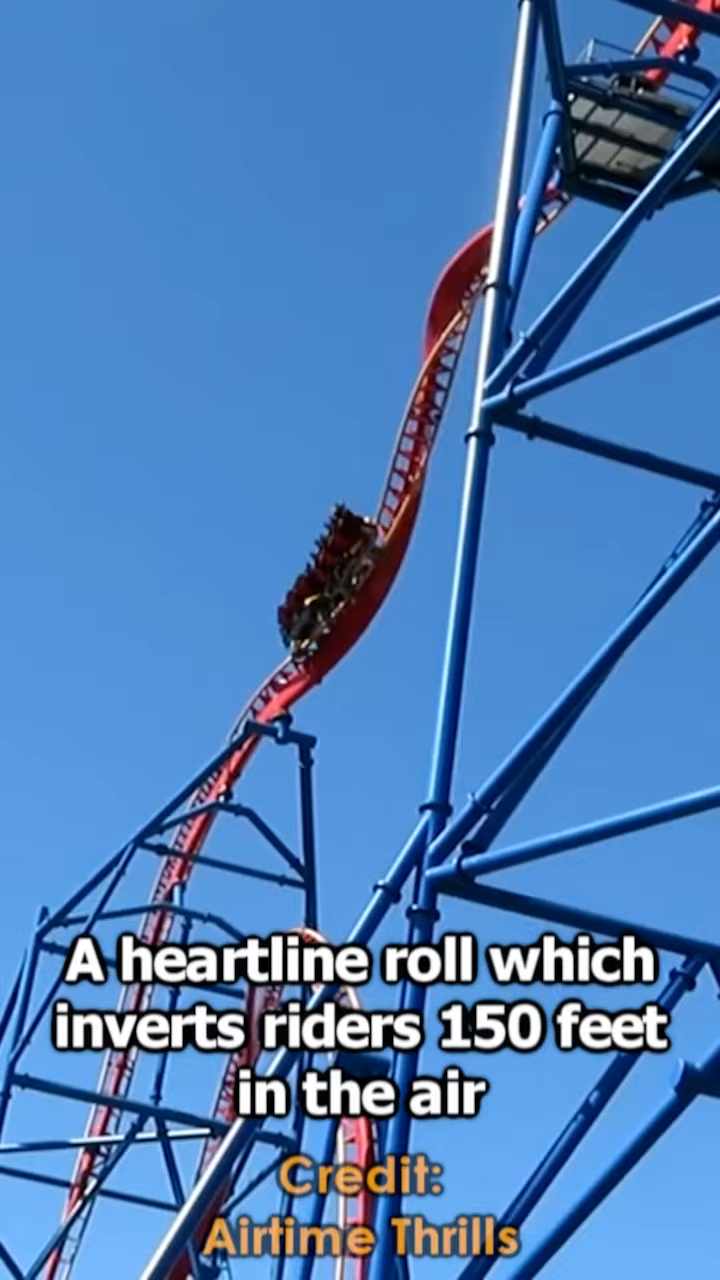 A heartline roll which
inverts riders 150 feet
in the air
Credit:
Airtime Thrills